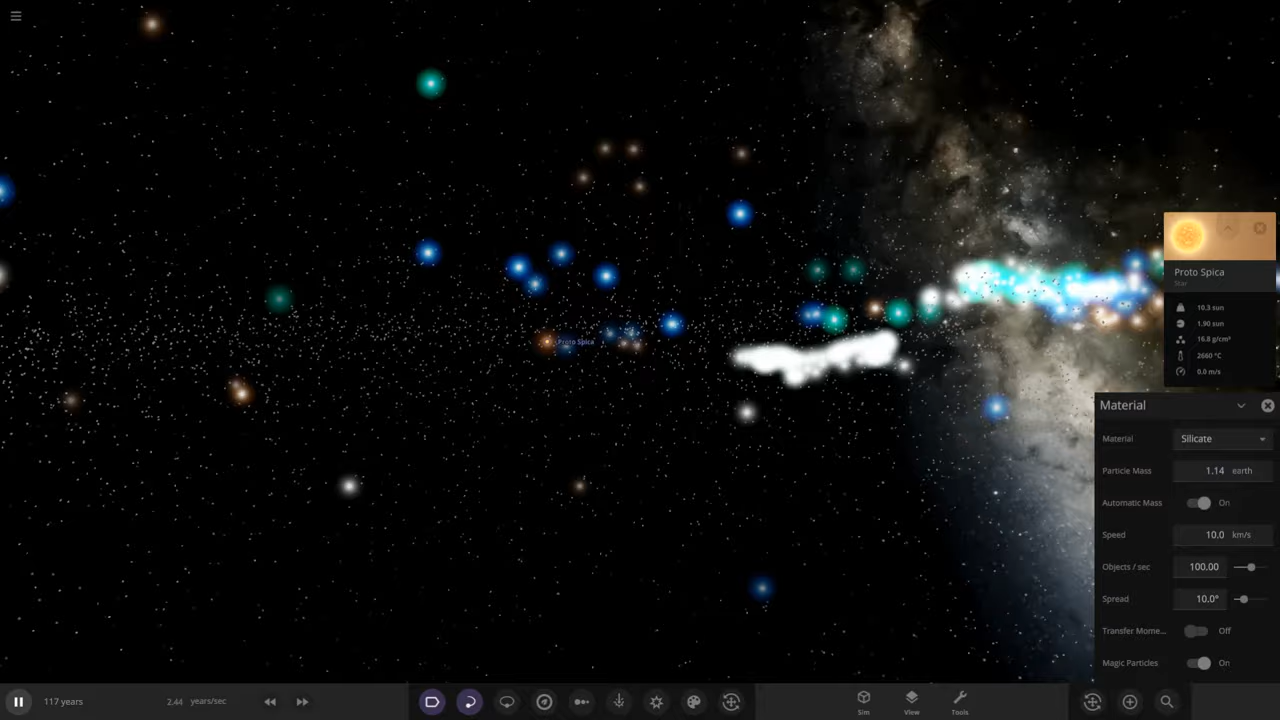 Proto Spica
Proto Spica
Star
10.3 sun
1.90 sun
16.8 g/cm³
2660 °C
0.0 m/s
Material
Material Silicate
Particle Mass 1.14 earth
Automatic Mass On
Speed 10.0 km/s
Objects / sec 100.00
Spread 10.0°
Transfer Mome... Off
Magic Particles On
117 years 2.44 years/sec
Sim View Tools